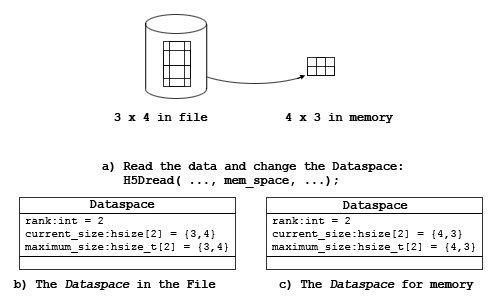 3 x 4 in file
4 x 3 in memory
a) Read the data and change the Dataspace:
H5Dread( ..., mem_space, ...);
Dataspace
rank:int = 2
current_size:hsize[2] = {3,4}
maximum_size:hsize_t[2] = {3,4}
Dataspace
rank:int = 2
current_size:hsize[2] = {4,3}
maximum_size:hsize_t[2] = {4,3}
b) The Dataspace in the File
c) The Dataspace for memory